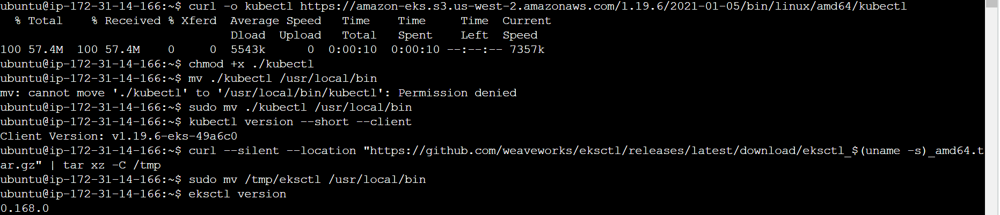 ubuntu@ip-172-31-14-166:~$ curl -o kubectl https://amazon-eks.s3.us-west-2.amazonaws.com/1.19.6/2021-01-05/bin/linux/amd64/kubectl
  % Total    % Received % Xferd  Average Speed   Time    Time     Time  Current
                                 Dload  Upload   Total   Spent    Left  Speed
100 57.4M  100 57.4M    0     0  5543k      0  0:00:10  0:00:10 --:--:-- 7357k
ubuntu@ip-172-31-14-166:~$ chmod +x ./kubectl
ubuntu@ip-172-31-14-166:~$ mv ./kubectl /usr/local/bin
mv: cannot move './kubectl' to '/usr/local/bin/kubectl': Permission denied
ubuntu@ip-172-31-14-166:~$ sudo mv ./kubectl /usr/local/bin
ubuntu@ip-172-31-14-166:~$ kubectl version --short --client
Client Version: v1.19.6-eks-49a6c0
ubuntu@ip-172-31-14-166:~$ curl --silent --location "https://github.com/weaveworks/eksctl/releases/latest/download/eksctl_$(uname -s)_amd64.t
ar.gz" | tar xz -C /tmp
ubuntu@ip-172-31-14-166:~$ sudo mv /tmp/eksctl /usr/local/bin
ubuntu@ip-172-31-14-166:~$ eksctl version
0.168.0